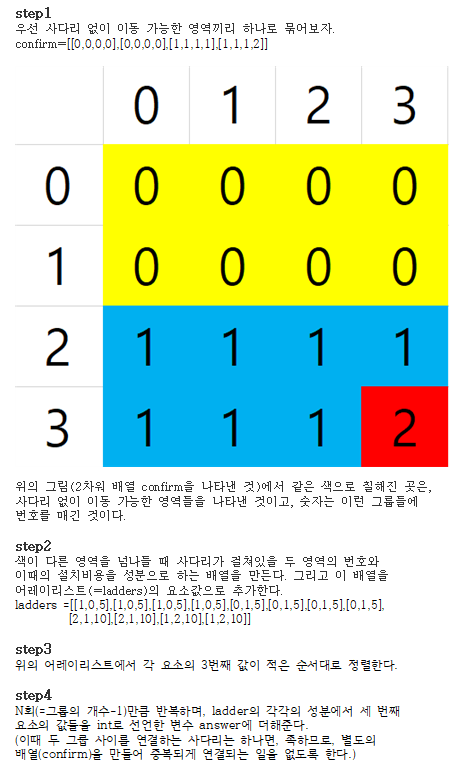 step1
우선 사다리 없이 이동 가능한 영역끼리 하나로 묶어보자.
confirm=[[0,0,0,0],[0,0,0,0],[1,1,1,1],[1,1,1,2]]
0 1 2 3
0 0 0 0 0
1 0 0 0 0
2 1 1 1 1
3 1 1 1 2
위의 그림(2차원 배열 confirm을 나타낸 것)에서 같은 색으로 칠해진 곳은,
사다리 없이 이동 가능한 영역들을 나타낸 것이고, 숫자는 이런 그룹들에
번호를 매긴 것이다.
step2
색이 다른 영역을 넘나들 때 사다리가 걸쳐있을 두 영역의 번호와
이때의 설치비용을 성분으로 하는 배열을 만든다. 그리고 이 배열을
어레이리스트(=ladders)의 요소값으로 추가한다.
ladders =[[1,0,5],[1,0,5],[1,0,5],[1,0,5],[0,1,5],[0,1,5],[0,1,5],[0,1,5],
[2,1,10],[2,1,10],[1,2,10],[1,2,10]]
step3
위의 어레이리스트에서 각 요소의 3번째 값이 적은 순서대로 정렬한다.
step4
N회(=그룹의 개수-1)만큼 반복하며, ladder의 각각의 성분에서 세 번째
요소의 값들을 int로 선언한 변수 answer에 더해준다.
(이때 두 그룹 사이를 연결하는 사다리는 하나면, 족하므로, 별도의
배열(confirm)을 만들어 중복되게 연결되는 일을 없도록 한다.)